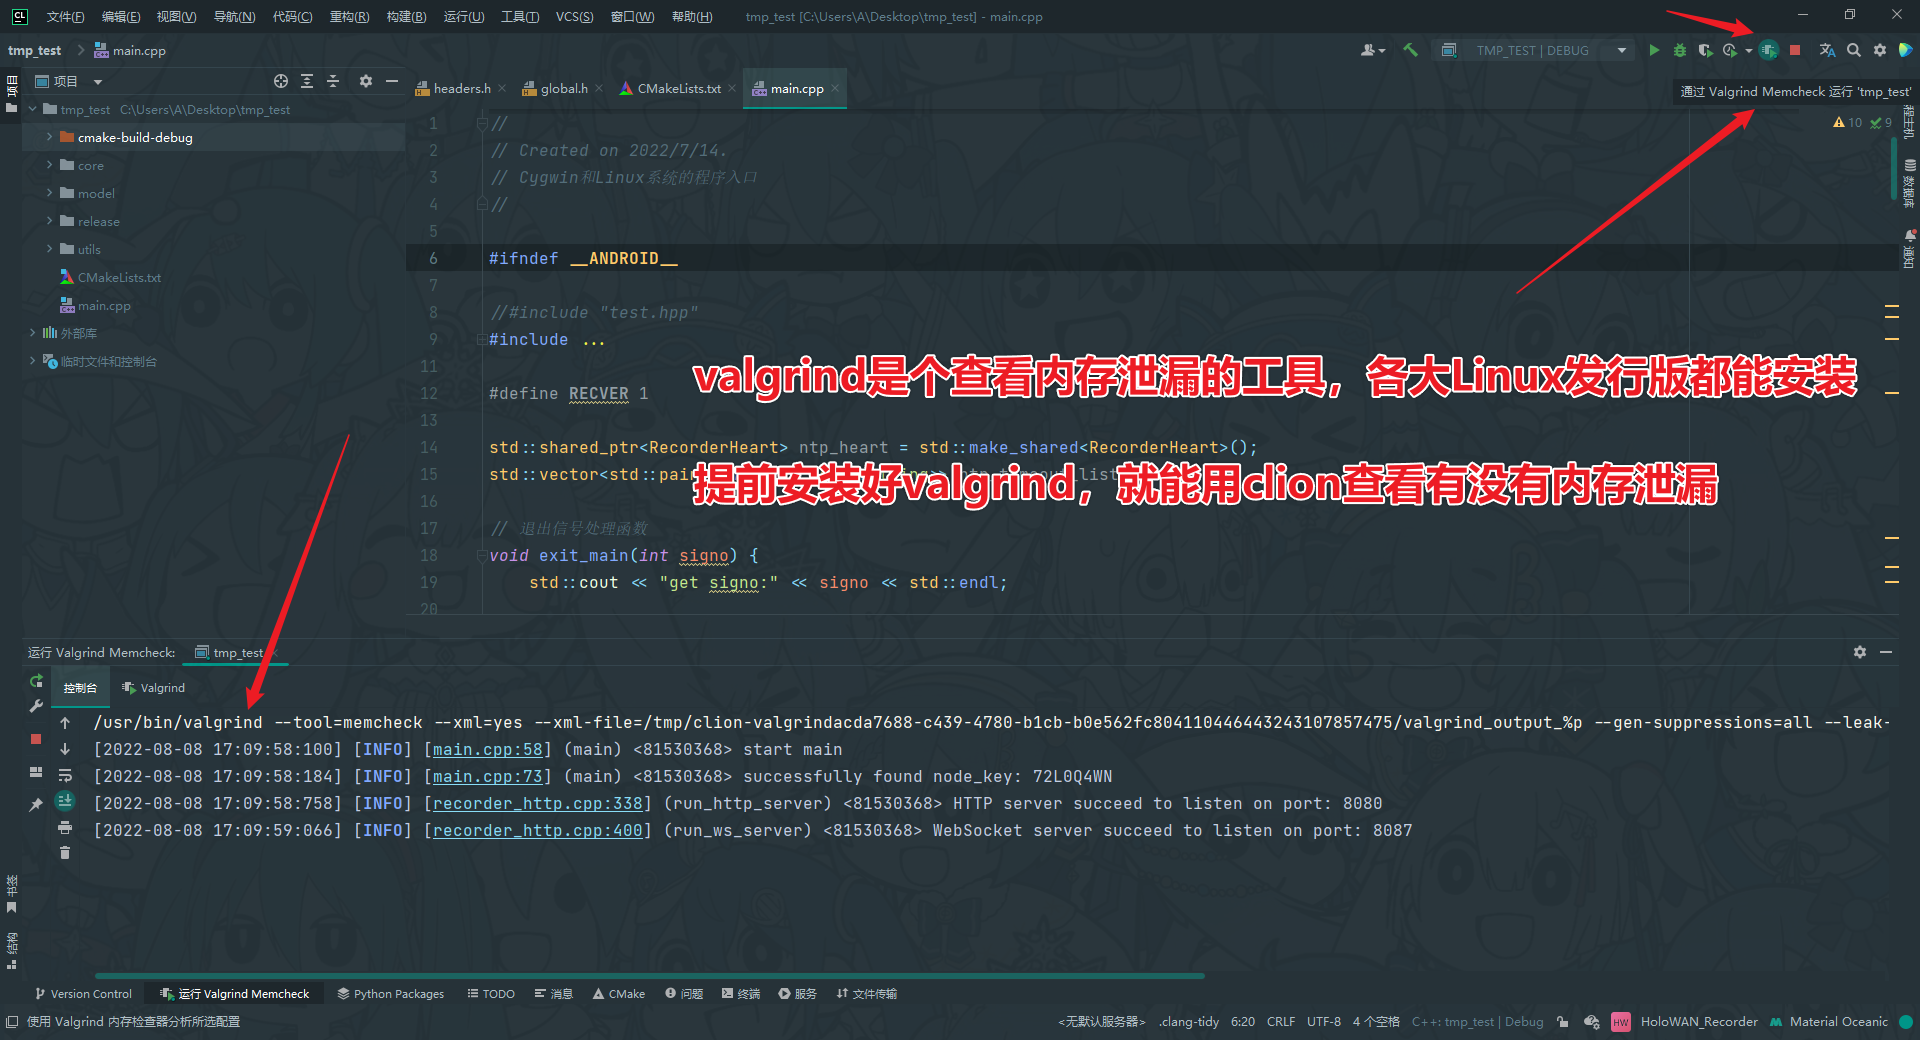 CL 文件(F) 编辑(E) 视图(V) 导航(N) 代码(C) 重构(R) 构建(B) 运行(U) 工具(T) VCS(S) 窗口(W) 帮助(H) tmp_test [C:\Users\A\Desktop\tmp_test] - main.cpp
tmp_test main.cpp TMP_TEST | DEBUG
项目 项目 headers.h global.h CMakeLists.txt main.cpp
通过 Valgrind Memcheck 运行 'tmp_test'
tmp_test C:\Users\A\Desktop\tmp_test
cmake-build-debug
core
model
release
utils
CMakeLists.txt
main.cpp
外部库
临时文件和控制台
10 9
数据库
通知
1 //
2 // Created on 2022/7/14.
3 // Cygwin和Linux系统的程序入口
4 //
5
6 #ifndef __ANDROID__
7
8 //#include "test.hpp"
9 #include ...
11
12 #define RECVER 1
13
14 std::shared_ptr<RecorderHeart> ntp_heart = std::make_shared<RecorderHeart>();
15 std::vector<std::pai
16
17 // 退出信号处理函数
18 void exit_main(int signo) {
19 std::cout << "get signo:" << signo << std::endl;
20
valgrind是个查看内存泄漏的工具，各大Linux发行版都能安装
提前安装好valgrind，就能用clion查看有没有内存泄漏
运行 Valgrind Memcheck: tmp_test
控制台 Valgrind
/usr/bin/valgrind --tool=memcheck --xml=yes --xml-file=/tmp/clion-valgrindacda7688-c439-4780-b1cb-b0e562fc8041104464432431078574​75/valgrind_output_%p --gen-suppressions=all --leak-
[2022-08-08 17:09:58:100] [INFO] [main.cpp:58] (main) <81530368> start main
[2022-08-08 17:09:58:184] [INFO] [main.cpp:73] (main) <81530368> successfully found node_key: 72L0Q4WN
[2022-08-08 17:09:58:758] [INFO] [recorder_http.cpp:338] (run_http_server) <81530368> HTTP server succeed to listen on port: 8080
[2022-08-08 17:09:59:066] [INFO] [recorder_http.cpp:400] (run_ws_server) <81530368> WebSocket server succeed to listen on port: 8087
书签
结构
Version Control 运行 Valgrind Memcheck Python Packages TODO 消息 CMake 问题 终端 服务 文件传输
使用 Valgrind 内存检查器分析所选配置 <无默认服务器> .clang-tidy 6:20 CRLF UTF-8 4 个空格 C++: tmp_test | Debug HW HoloWAN_Recorder Material Oceanic